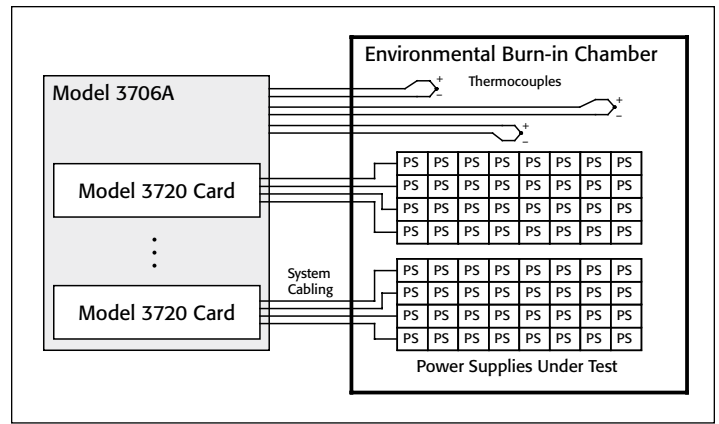 Environmental Burn-in Chamber
Model 3706A
Thermocouples
+
–
+
–
+
–
Model 3720 Card
PS PS PS PS PS PS PS PS
PS PS PS PS PS PS PS PS
PS PS PS PS PS PS PS PS
PS PS PS PS PS PS PS PS
System
Cabling
Model 3720 Card
PS PS PS PS PS PS PS PS
PS PS PS PS PS PS PS PS
PS PS PS PS PS PS PS PS
PS PS PS PS PS PS PS PS
Power Supplies Under Test